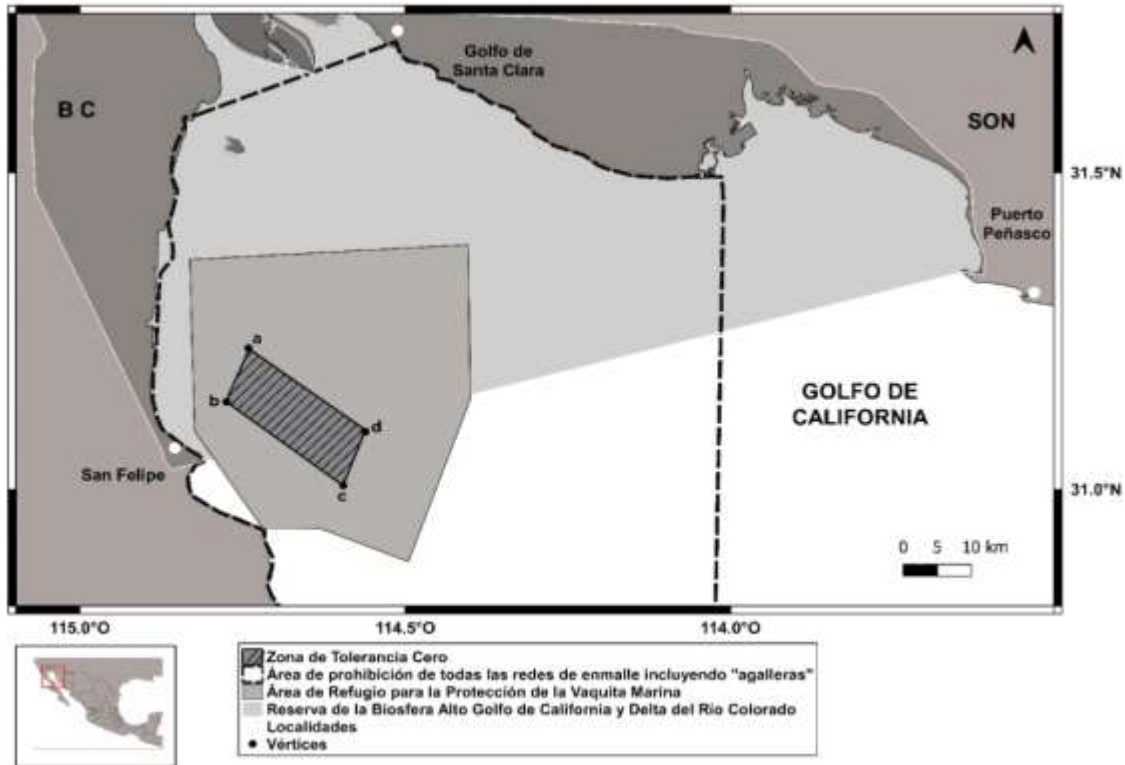 Golfo de
Santa Clara
B C
SON
31.5°N
Puerto
Peñasco
a
b
d
c
GOLFO DE
CALIFORNIA
San Felipe
31.0°N
0 5 10 km
115.0°O
114.5°O
114.0°O
Zona de Tolerancia Cero
Área de prohibición de todas las redes de enmalle incluyendo "agalleras"
Área de Refugio para la Protección de la Vaquita Marina
Reserva de la Biosfera Alto Golfo de California y Delta del Río Colorado
Localidades
Vértices